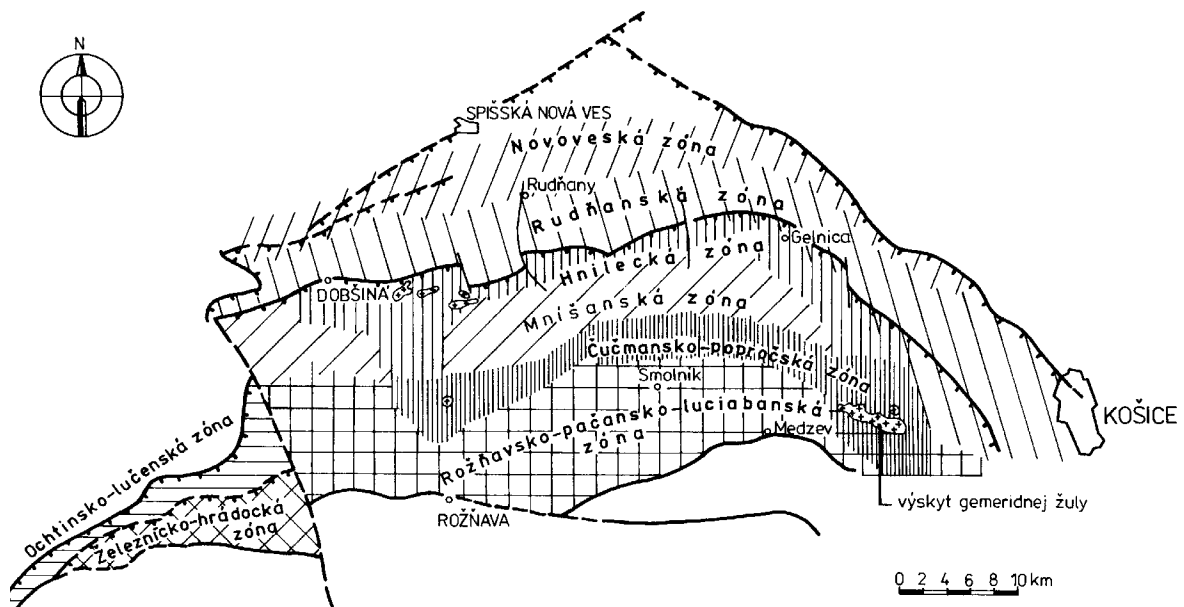 N
SPIŠSKÁ NOVÁ VES
Novoveská zóna
Rudňany
Rudňanská zóna
Gelnica
Hnilecká zóna
DOBŠINA
Mníšanská zóna
Čučmansko-popročská zóna
Smolník
Rožňavsko-pačansko-luciabanská
zóna
Medzev
KOŠICE
výskyt gemeridnej žuly
Ochtinsko-lučenská zóna
Železnícko-hrádocká
zóna
ROŽŇAVA
0 2 4 6 8 10 km